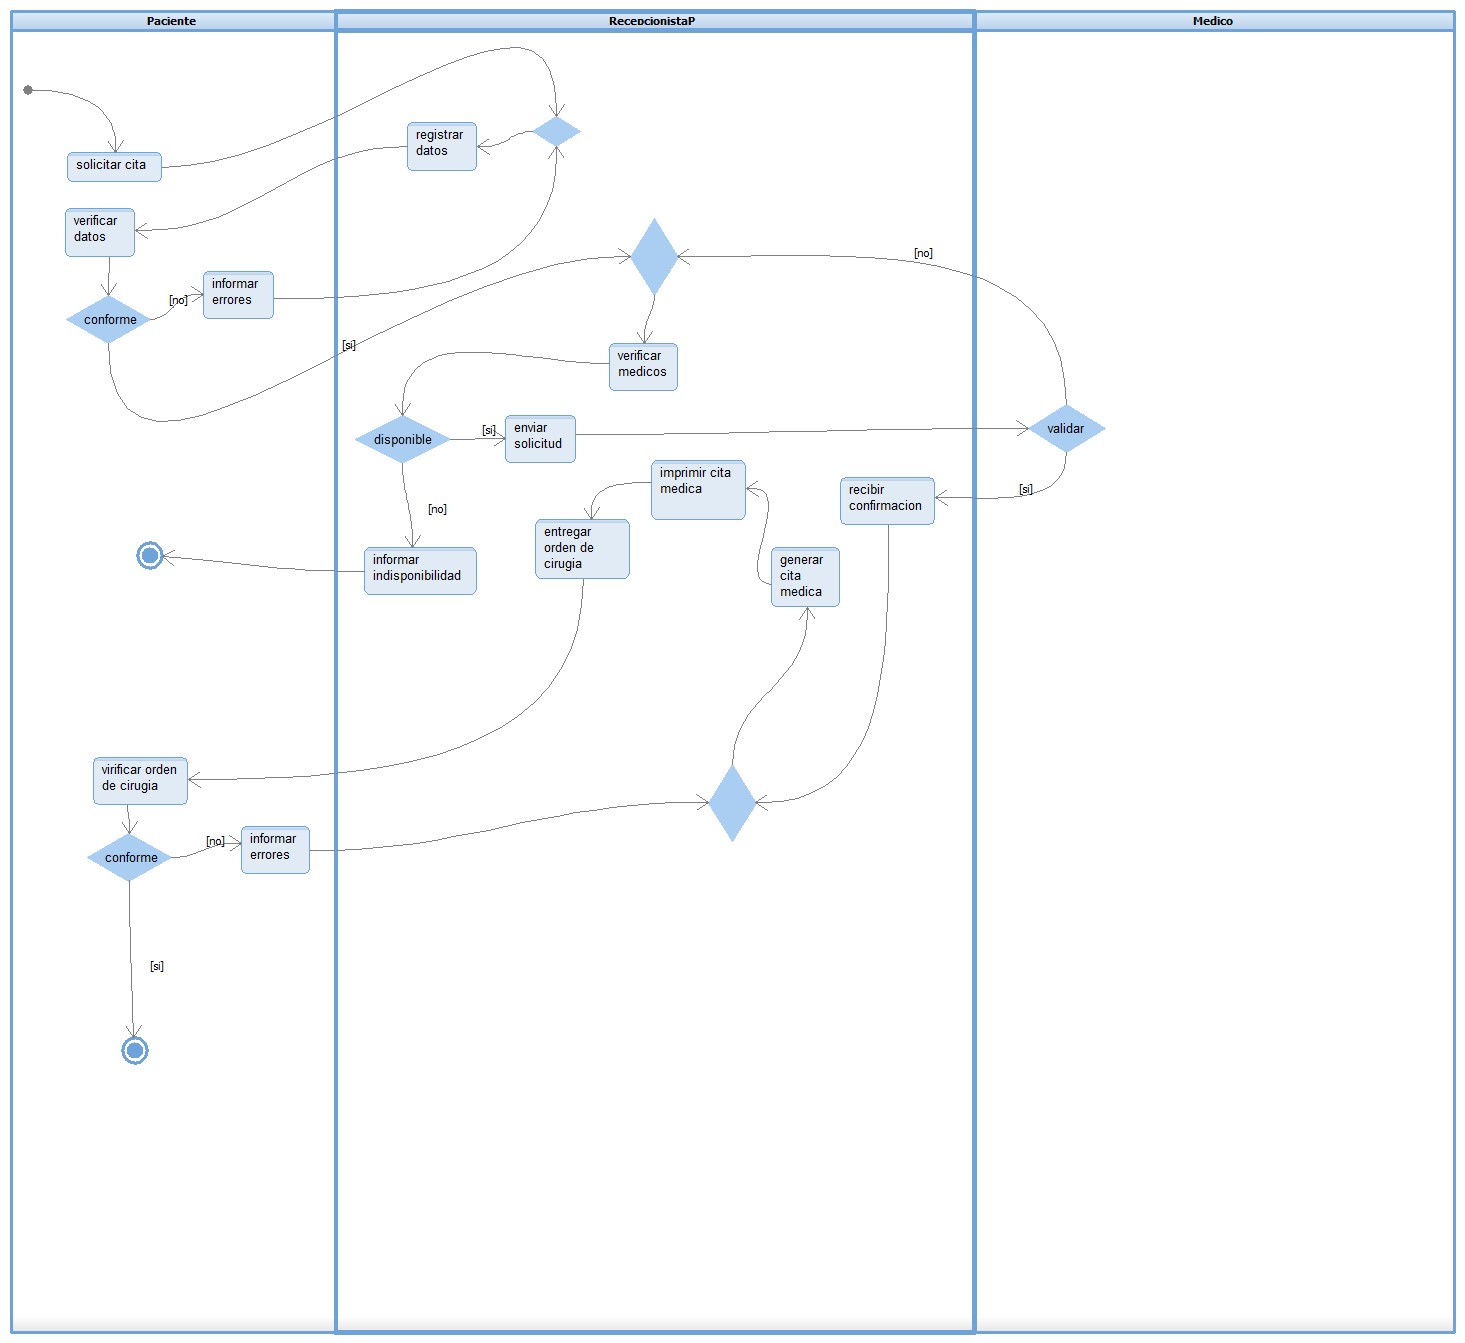 Paciente
RecepcionistaP
Medico
solicitar cita
registrar
datos
verificar
datos
informar
errores
[no]
conforme
[si]
[no]
verificar
medicos
disponible
[si]
enviar
solicitud
validar
[no]
[si]
recibir
confirmacion
imprimir cita
medica
entregar
orden de
cirugia
generar
cita
medica
informar
indisponibilidad
virificar orden
de cirugia
conforme
[no]
informar
errores
[si]